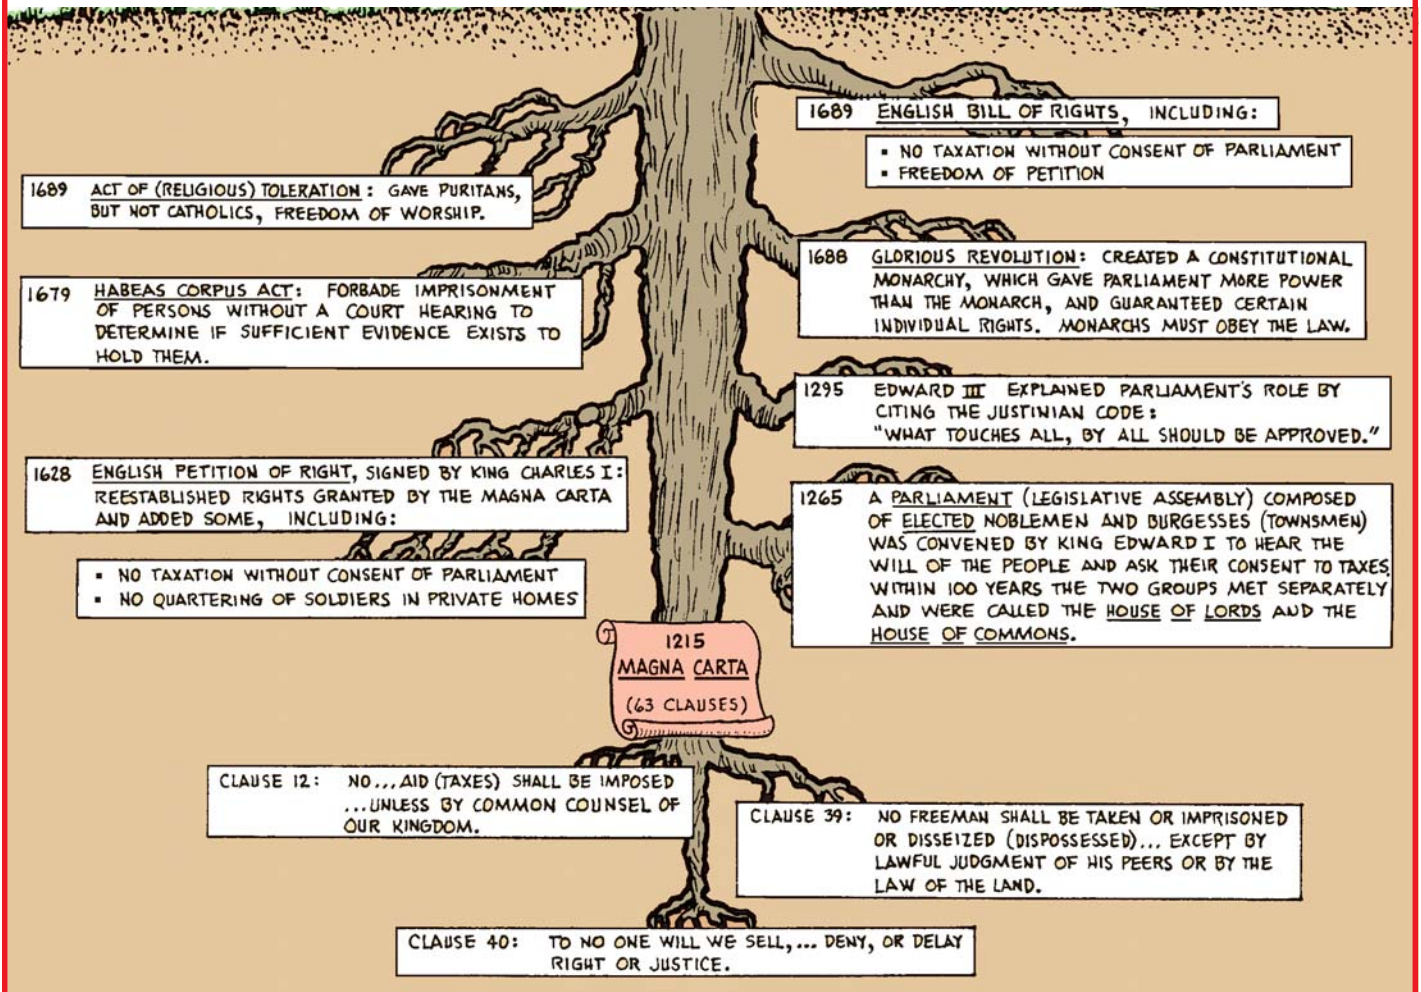 1689 ENGLISH BILL OF RIGHTS, INCLUDING:
▪ NO TAXATION WITHOUT CONSENT OF PARLIAMENT
▪ FREEDOM OF PETITION
1689 ACT OF (RELIGIOUS) TOLERATION: GAVE PURITANS,
BUT NOT CATHOLICS, FREEDOM OF WORSHIP.
1688 GLORIOUS REVOLUTION: CREATED A CONSTITUTIONAL
MONARCHY, WHICH GAVE PARLIAMENT MORE POWER
THAN THE MONARCH, AND GUARANTEED CERTAIN
INDIVIDUAL RIGHTS. MONARCHS MUST OBEY THE LAW.
1679 HABEAS CORPUS ACT: FORBADE IMPRISONMENT
OF PERSONS WITHOUT A COURT HEARING TO
DETERMINE IF SUFFICIENT EVIDENCE EXISTS TO
HOLD THEM.
1295 EDWARD III EXPLAINED PARLIAMENT'S ROLE BY
CITING THE JUSTINIAN CODE:
"WHAT TOUCHES ALL, BY ALL SHOULD BE APPROVED."
1628 ENGLISH PETITION OF RIGHT, SIGNED BY KING CHARLES I:
REESTABLISHED RIGHTS GRANTED BY THE MAGNA CARTA
AND ADDED SOME, INCLUDING:
▪ NO TAXATION WITHOUT CONSENT OF PARLIAMENT
▪ NO QUARTERING OF SOLDIERS IN PRIVATE HOMES
1265 A PARLIAMENT (LEGISLATIVE ASSEMBLY) COMPOSED
OF ELECTED NOBLEMEN AND BURGESSES (TOWNSMEN)
WAS CONVENED BY KING EDWARD I TO HEAR THE
WILL OF THE PEOPLE AND ASK THEIR CONSENT TO TAXES.
WITHIN 100 YEARS THE TWO GROUPS MET SEPARATELY
AND WERE CALLED THE HOUSE OF LORDS AND THE
HOUSE OF COMMONS.
1215
MAGNA CARTA
(63 CLAUSES)
CLAUSE 12: NO...AID (TAXES) SHALL BE IMPOSED
...UNLESS BY COMMON COUNSEL OF
OUR KINGDOM.
CLAUSE 39: NO FREEMAN SHALL BE TAKEN OR IMPRISONED
OR DISSEIZED (DISPOSSESSED)... EXCEPT BY
LAWFUL JUDGMENT OF HIS PEERS OR BY THE
LAW OF THE LAND.
CLAUSE 40: TO NO ONE WILL WE SELL,... DENY, OR DELAY
RIGHT OR JUSTICE.